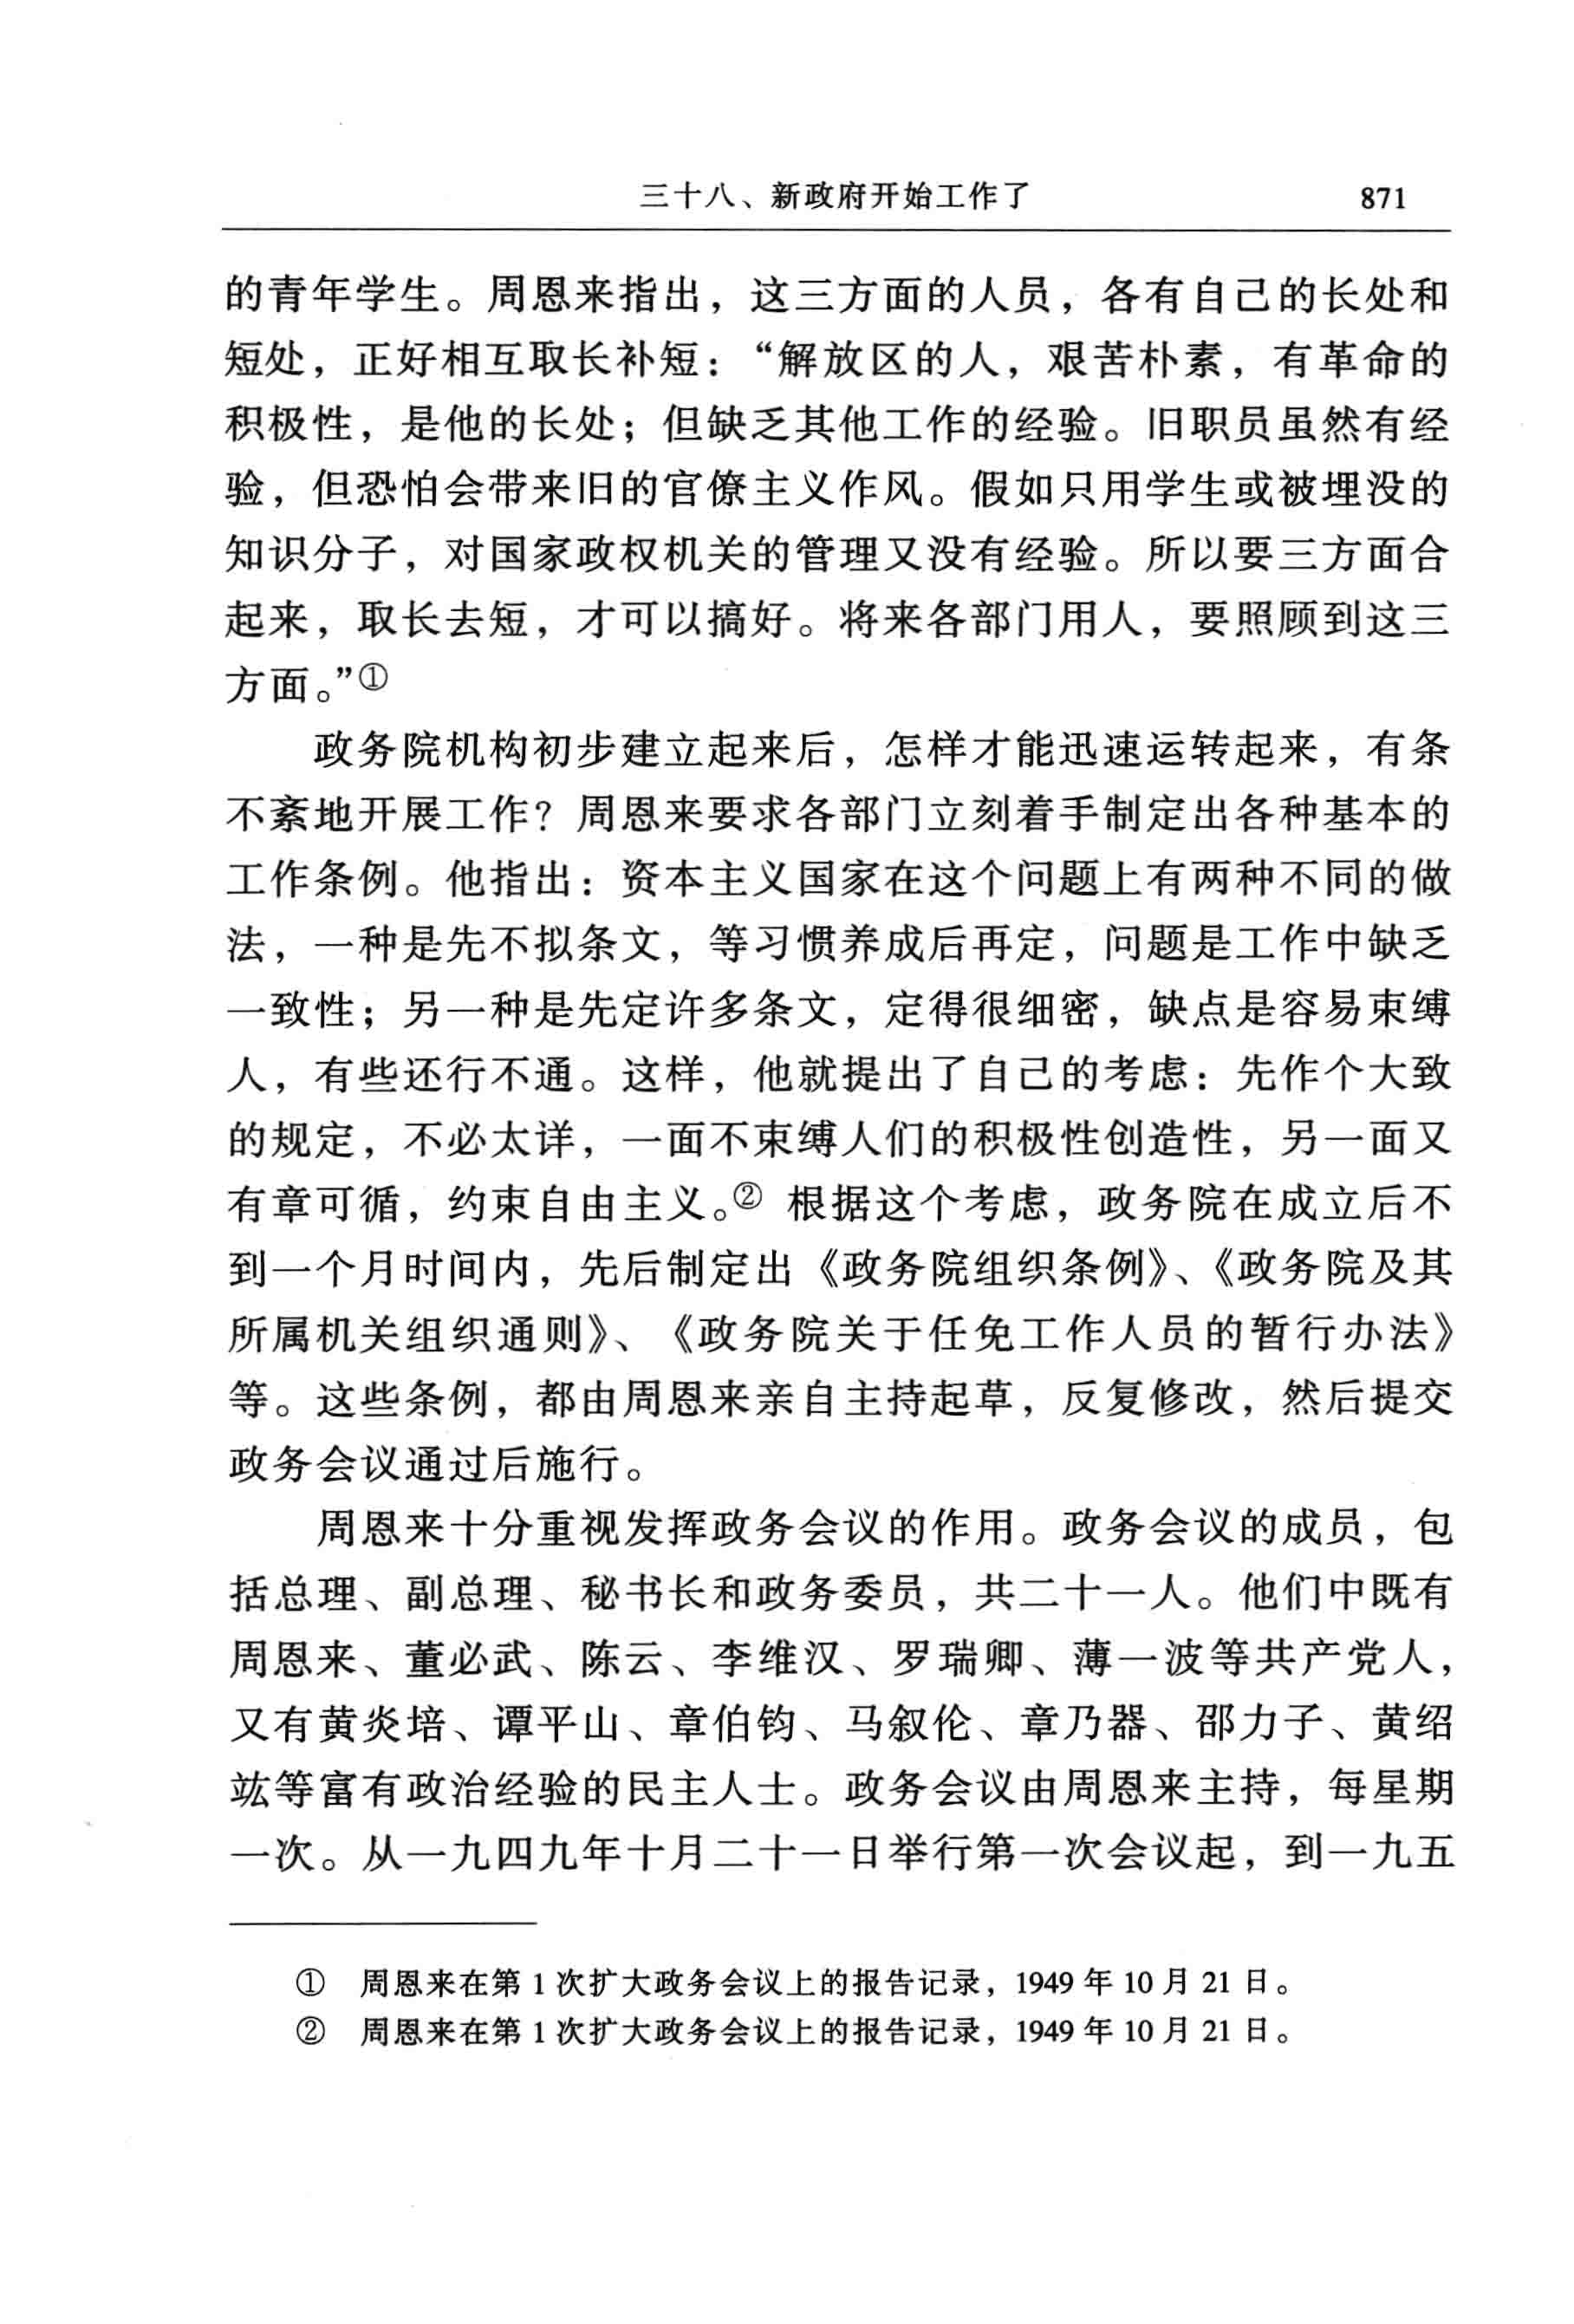 三十八、新政府开始工作了 871
的青年学生。周恩来指出，这三方面的人员，各有自己的长处和
短处，正好相互取长补短：“解放区的人，艰苦朴素，有革命的
积极性，是他的长处；但缺乏其他工作的经验。旧职员虽然有经
验，但恐怕会带来旧的官僚主义作风。假如只用学生或被埋没的
知识分子，对国家政权机关的管理又没有经验。所以要三方面合
起来，取长去短，才可以搞好。将来各部门用人，要照顾到这三
方面。”①
政务院机构初步建立起来后，怎样才能迅速运转起来，有条
不紊地开展工作？周恩来要求各部门立刻着手制定出各种基本的
工作条例。他指出：资本主义国家在这个问题上有两种不同的做
法，一种是先不拟条文，等习惯养成后再定，问题是工作中缺乏
一致性；另一种是先定许多条文，定得很细密，缺点是容易束缚
人，有些还行不通。这样，他就提出了自己的考虑：先作个大致
的规定，不必太详，一面不束缚人们的积极性创造性，另一面又
有章可循，约束自由主义。② 根据这个考虑，政务院在成立后不
到一个月时间内，先后制定出《政务院组织条例》、《政务院及其
所属机关组织通则》、《政务院关于任免工作人员的暂行办法》
等。这些条例，都由周恩来亲自主持起草，反复修改，然后提交
政务会议通过后施行。
周恩来十分重视发挥政务会议的作用。政务会议的成员，包
括总理、副总理、秘书长和政务委员，共二十一人。他们中既有
周恩来、董必武、陈云、李维汉、罗瑞卿、薄一波等共产党人，
又有黄炎培、谭平山、章伯钧、马叙伦、章乃器、邵力子、黄绍
竑等富有政治经验的民主人士。政务会议由周恩来主持，每星期
一次。从一九四九年十月二十一日举行第一次会议起，到一九五
① 周恩来在第 1 次扩大政务会议上的报告记录，1949 年 10 月 21 日。
② 周恩来在第 1 次扩大政务会议上的报告记录，1949 年 10 月 21 日。